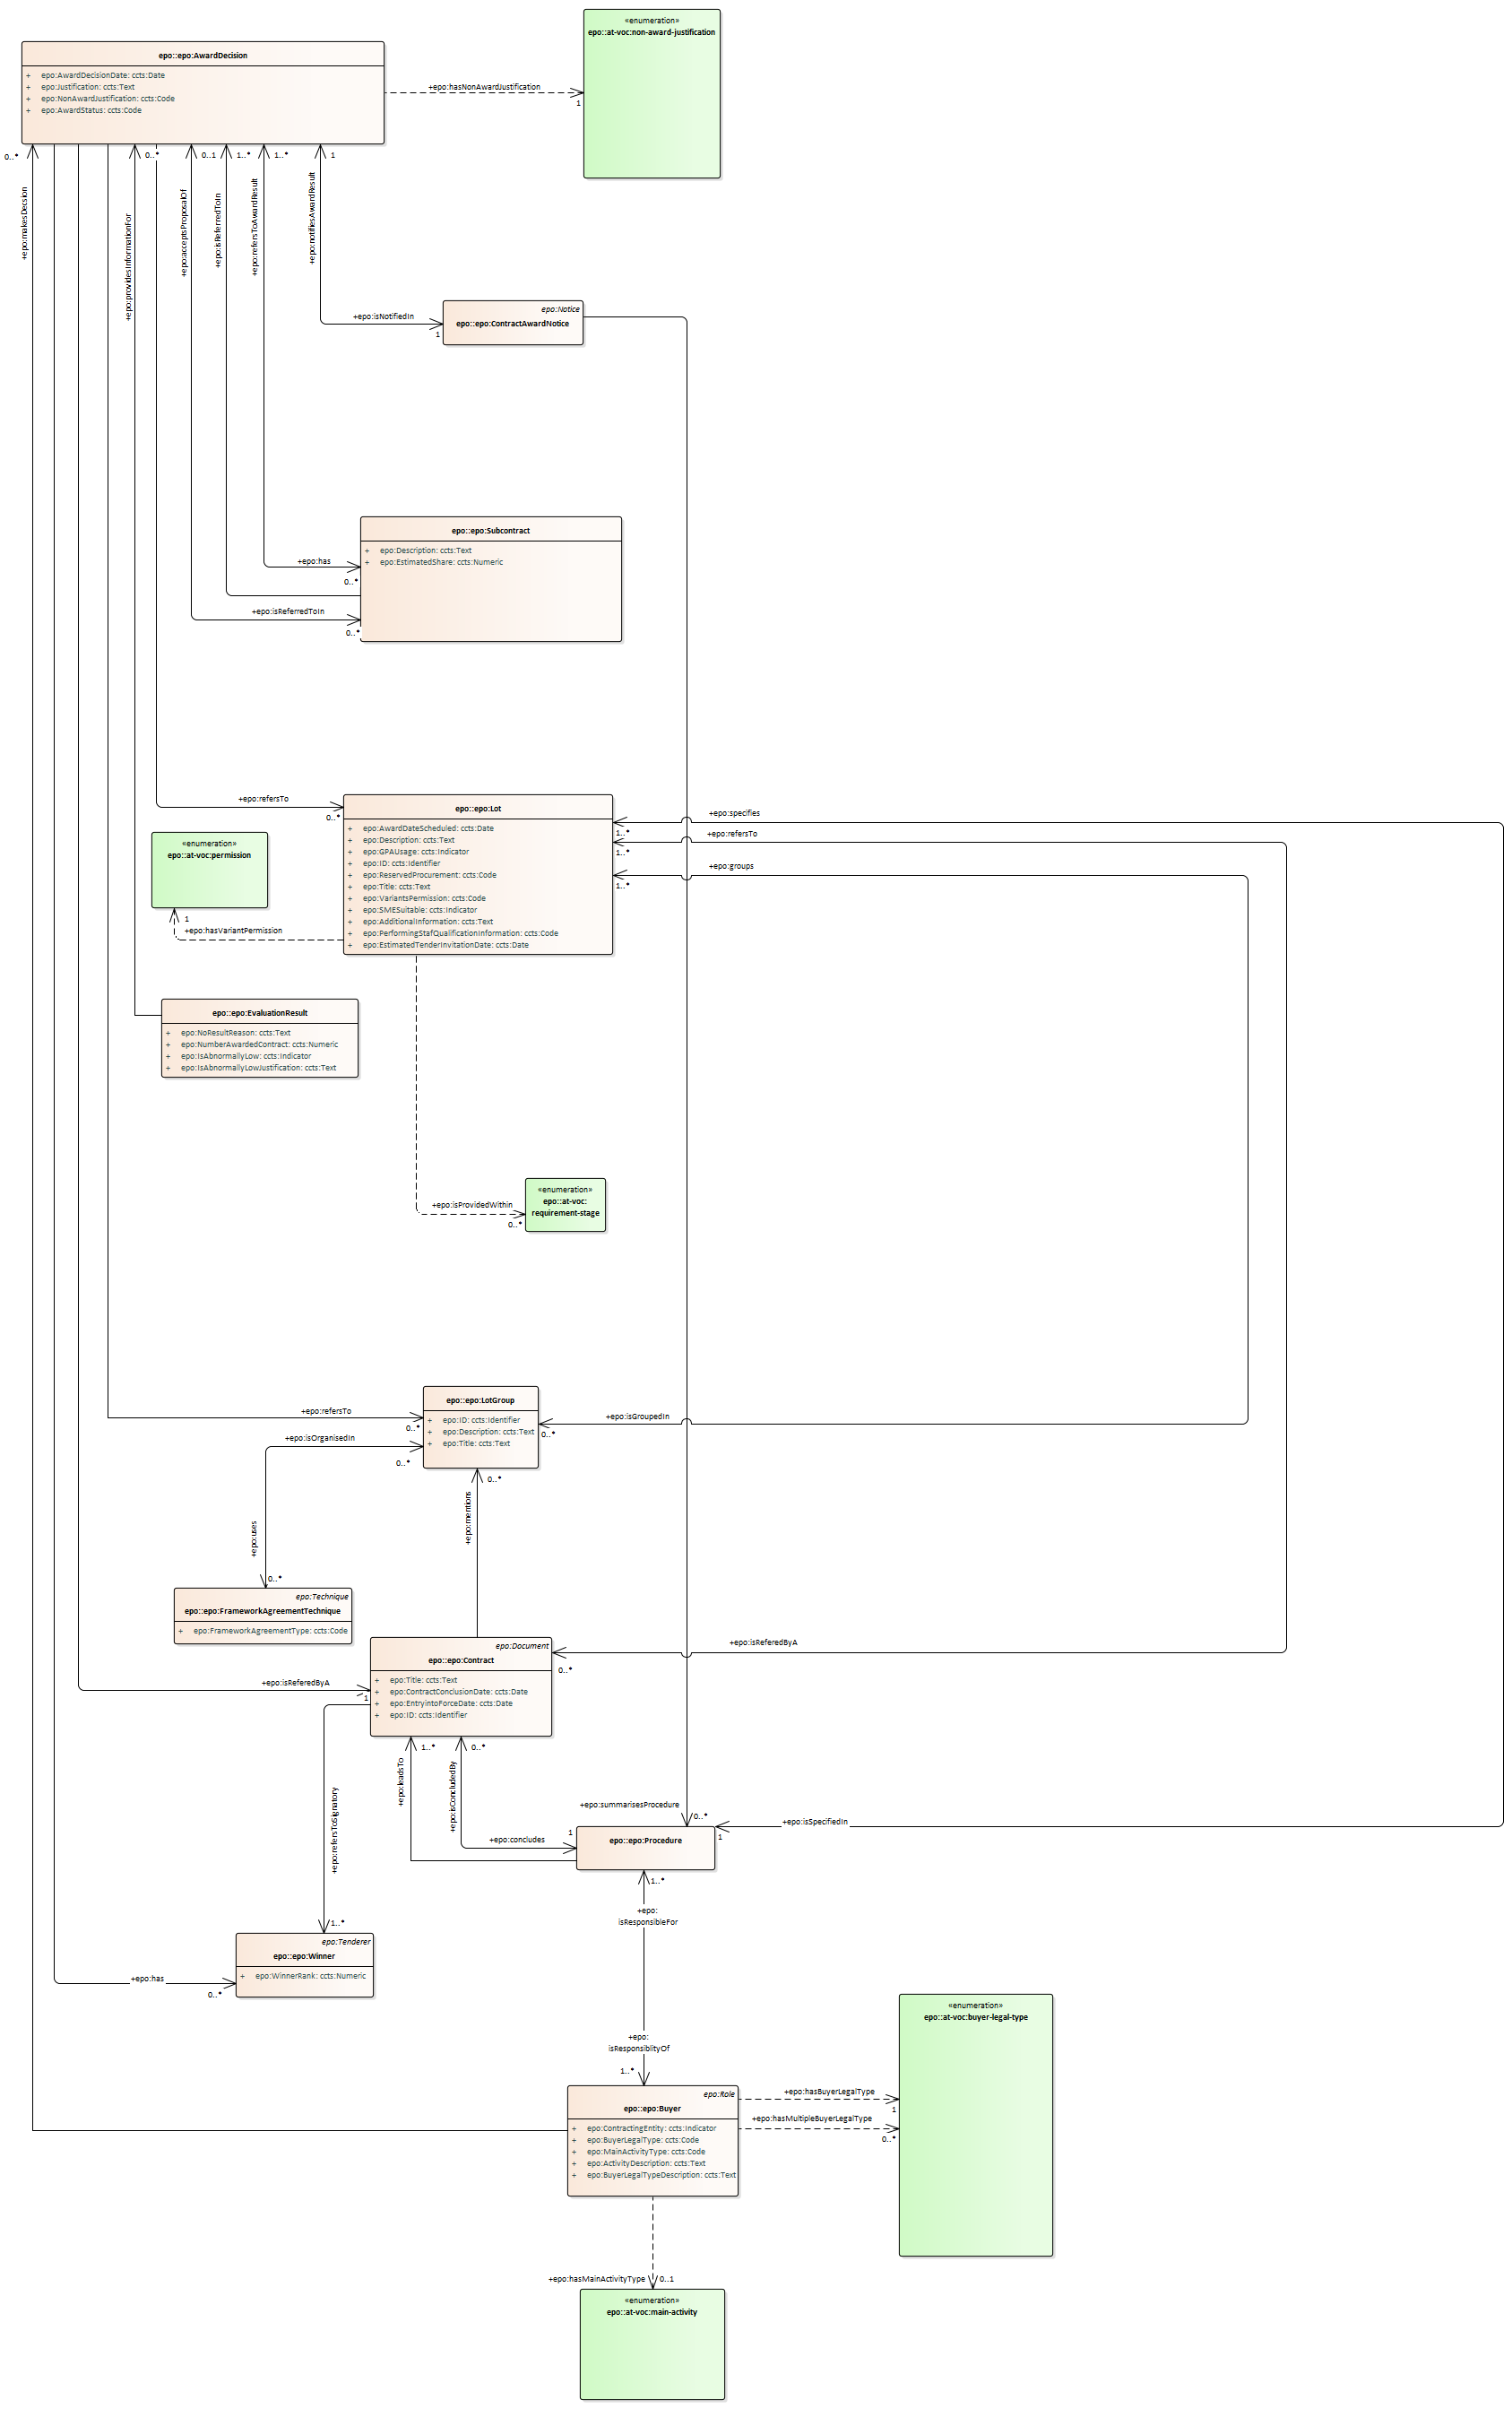 «enumeration»
epo::at-voc:non-award-justification
epo::epo:AwardDecision
+ epo:AwardDecisionDate: ccts:Date
+ epo:Justification: ccts:Text
+ epo:NonAwardJustification: ccts:Code
+ epo:AwardStatus: ccts:Code
+epo:hasNonAwardJustification
1
0..*
0..*
0..1
1..*
1..*
1
+epo:makesDecsion
+epo:providesInformationFor
+epo:acceptsProposalOf
+epo:isReferredToIn
+epo:refersToAwardResult
+epo:notifiesAwardResult
+epo:isNotifiedIn
1
epo:Notice
epo::epo:ContractAwardNotice
epo::epo:Subcontract
+ epo:Description: ccts:Text
+ epo:EstimatedShare: ccts:Numeric
+epo:has
0..*
+epo:isReferredToIn
0..*
+epo:refersTo
0..*
epo::epo:Lot
+ epo:AwardDateScheduled: ccts:Date
+ epo:Description: ccts:Text
+ epo:GPAUsage: ccts:Indicator
+ epo:ID: ccts:Identifier
+ epo:ReservedProcurement: ccts:Code
+ epo:Title: ccts:Text
+ epo:VariantsPermission: ccts:Code
+ epo:SMESuitable: ccts:Indicator
+ epo:AdditionalInformation: ccts:Text
+ epo:PerformingStafQualificationInformation: ccts:Code
+ epo:EstimatedTenderInvitationDate: ccts:Date
+epo:specifies
1..*
+epo:refersTo
1..*
+epo:groups
1..*
«enumeration»
epo::at-voc:permission
1
+epo:hasVariantPermission
epo::epo:EvaluationResult
+ epo:NoResultReason: ccts:Text
+ epo:NumberAwardedContract: ccts:Numeric
+ epo:IsAbnormallyLow: ccts:Indicator
+ epo:IsAbnormallyLowJustification: ccts:Text
+epo:isProvidedWithin
0..*
«enumeration»
epo::at-voc:
requirement-stage
epo::epo:LotGroup
+ epo:ID: ccts:Identifier
+ epo:Description: ccts:Text
+ epo:Title: ccts:Text
+epo:refersTo
0..*
+epo:isGroupedIn
0..*
+epo:isOrganisedIn
0..*
0..*
+epo:mentions
+epo:uses
0..*
epo:Technique
epo::epo:FrameworkAgreementTechnique
+ epo:FrameworkAgreementType: ccts:Code
epo:Document
epo::epo:Contract
+ epo:Title: ccts:Text
+ epo:ContractConclusionDate: ccts:Date
+ epo:EntryintoForceDate: ccts:Date
+ epo:ID: ccts:Identifier
+epo:isReferedByA
0..*
+epo:isReferedByA
1
1..*
0..*
+epo:leadsTo
+epo:isConcludedBy
+epo:refersToSignatory
+epo:concludes
1
+epo:summarisesProcedure
0..*
+epo:isSpecifiedIn
1
epo::epo:Procedure
1..*
+epo:
isResponsibleFor
1..*
epo:Tenderer
epo::epo:Winner
+ epo:WinnerRank: ccts:Numeric
+epo:has
0..*
+epo:
isResponsiblityOf
1..*
«enumeration»
epo::at-voc:buyer-legal-type
epo:Role
epo::epo:Buyer
+ epo:ContractingEntity: ccts:Indicator
+ epo:BuyerLegalType: ccts:Code
+ epo:MainActivityType: ccts:Code
+ epo:ActivityDescription: ccts:Text
+ epo:BuyerLegalTypeDescription: ccts:Text
+epo:hasBuyerLegalType
1
+epo:hasMultipleBuyerLegalType
0..*
+epo:hasMainActivityType
0..1
«enumeration»
epo::at-voc:main-activity